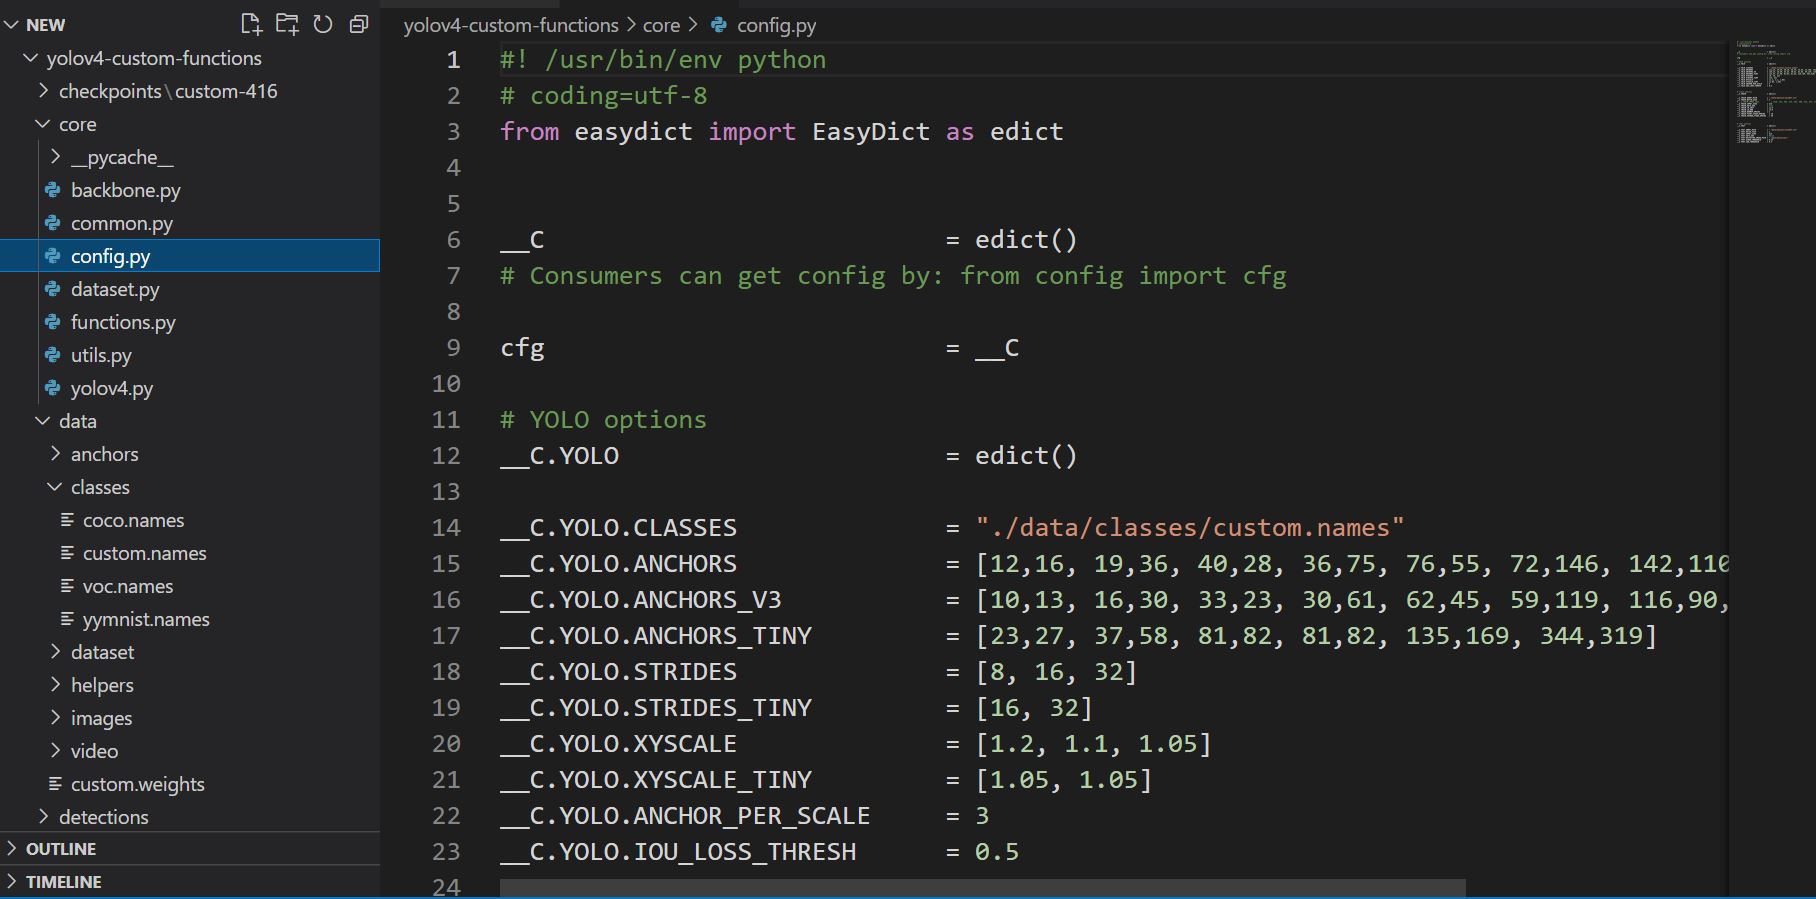 NEW
yolov4-custom-functions
checkpoints\custom-416
core
__pycache__
backbone.py
common.py
config.py
dataset.py
functions.py
utils.py
yolov4.py
data
anchors
classes
coco.names
custom.names
voc.names
yymnist.names
dataset
helpers
images
video
custom.weights
detections
OUTLINE
TIMELINE
yolov4-custom-functions > core > config.py
1 #! /usr/bin/env python
2 # coding=utf-8
3 from easydict import EasyDict as edict
4
5
6 __C = edict()
7 # Consumers can get config by: from config import cfg
8
9 cfg = __C
10
11 # YOLO options
12 __C.YOLO = edict()
13
14 __C.YOLO.CLASSES = "./data/classes/custom.names"
15 __C.YOLO.ANCHORS = [12,16, 19,36, 40,28, 36,75, 76,55, 72,146, 142,110
16 __C.YOLO.ANCHORS_V3 = [10,13, 16,30, 33,23, 30,61, 62,45, 59,119, 116,90,
17 __C.YOLO.ANCHORS_TINY = [23,27, 37,58, 81,82, 81,82, 135,169, 344,319]
18 __C.YOLO.STRIDES = [8, 16, 32]
19 __C.YOLO.STRIDES_TINY = [16, 32]
20 __C.YOLO.XYSCALE = [1.2, 1.1, 1.05]
21 __C.YOLO.XYSCALE_TINY = [1.05, 1.05]
22 __C.YOLO.ANCHOR_PER_SCALE = 3
23 __C.YOLO.IOU_LOSS_THRESH = 0.5
24